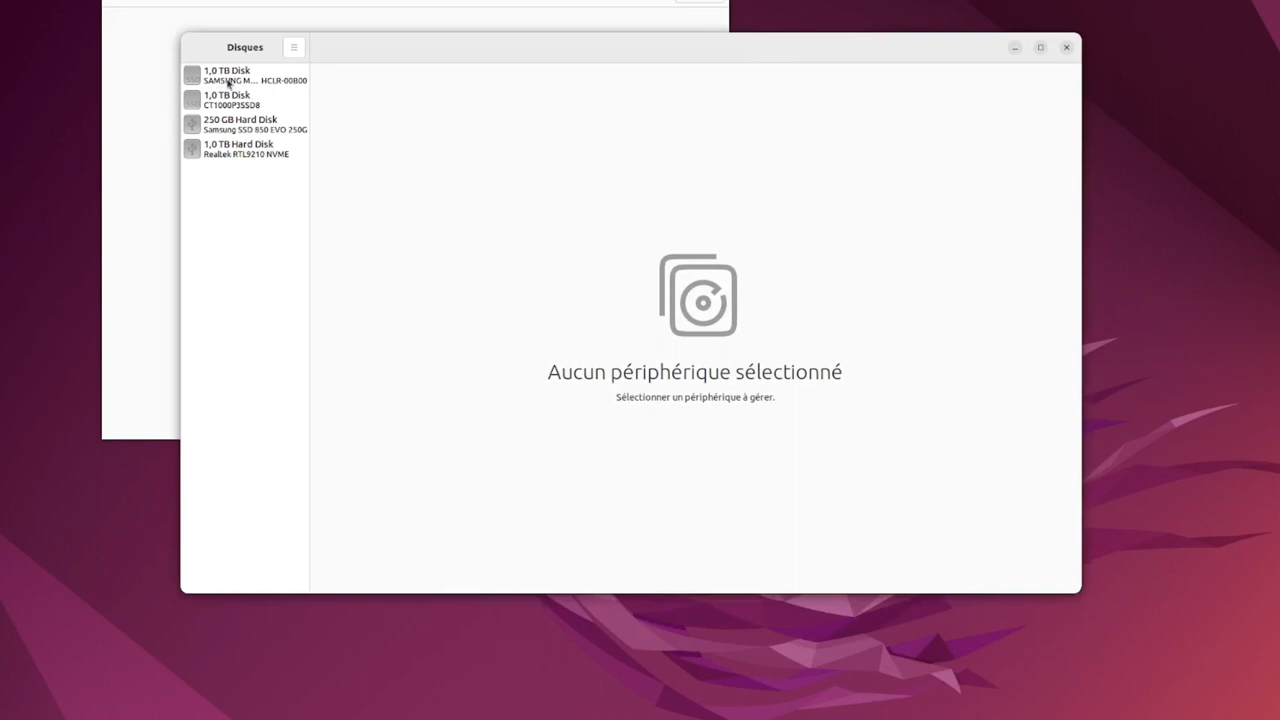 Disques
1,0 TB Disk
SAMSUNG M... HCLR-00B00
1,0 TB Disk
CT1000P3SSD8
250 GB Hard Disk
Samsung SSD 850 EVO 250G
1,0 TB Hard Disk
Realtek RTL9210 NVME
Aucun périphérique sélectionné
Sélectionner un périphérique à gérer.